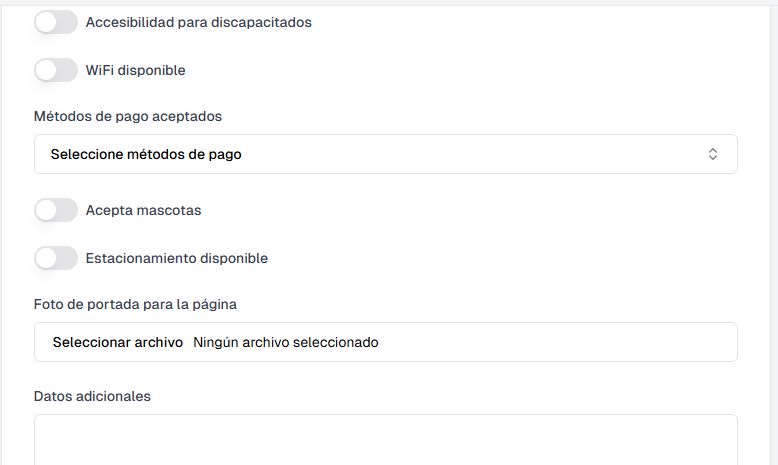 Accesibilidad para discapacitados
WiFi disponible
Métodos de pago aceptados
Seleccione métodos de pago
Acepta mascotas
Estacionamiento disponible
Foto de portada para la página
Seleccionar archivo Ningún archivo seleccionado
Datos adicionales